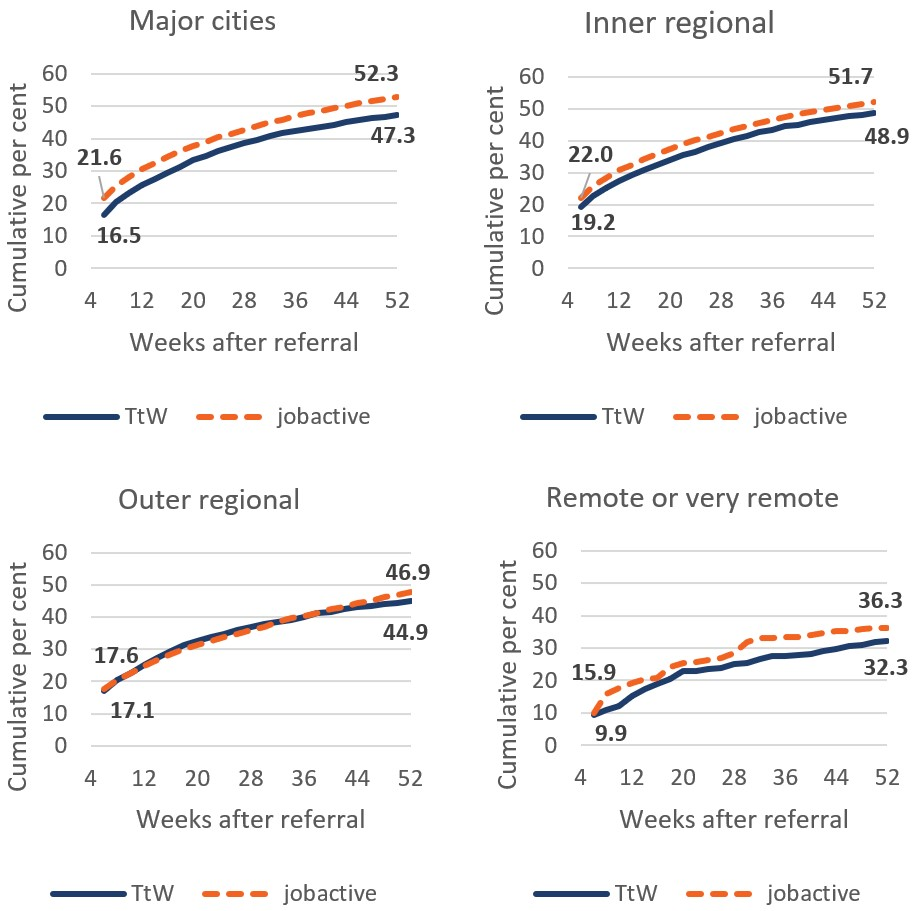 Major cities
Cumulative per cent
60
50
40
30
20
10
0
52.3
47.3
21.6
16.5
4 12 20 28 36 44 52
Weeks after referral
TtW jobactive
Inner regional
Cumulative per cent
60
50
40
30
20
10
0
51.7
48.9
22.0
19.2
4 12 20 28 36 44 52
Weeks after referral
TtW jobactive
Outer regional
Cumulative per cent
60
50
40
30
20
10
0
46.9
44.9
17.6
17.1
4 12 20 28 36 44 52
Weeks after referral
TtW jobactive
Remote or very remote
Cumulative per cent
60
50
40
30
20
10
0
36.3
32.3
15.9
9.9
4 12 20 28 36 44 52
Weeks after referral
TtW jobactive